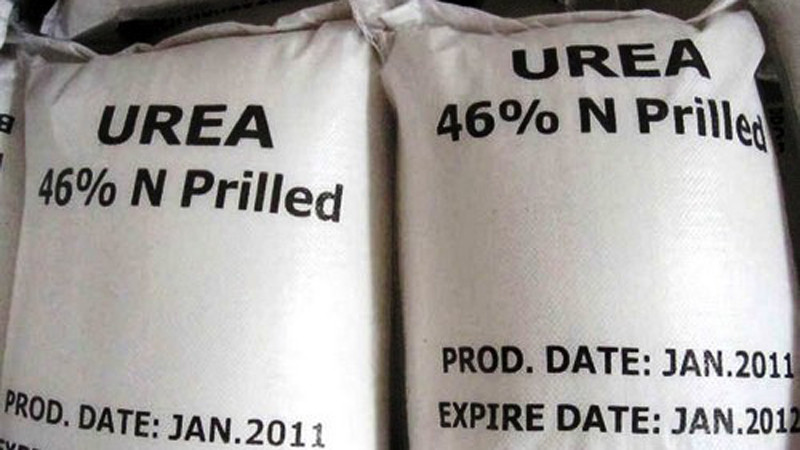 UREA
46% N Prilled
PROD. DATE: JAN.2011
UREA
46% N Prilled
PROD. DATE: JAN.2011
EXPIRE DATE: JAN.2012